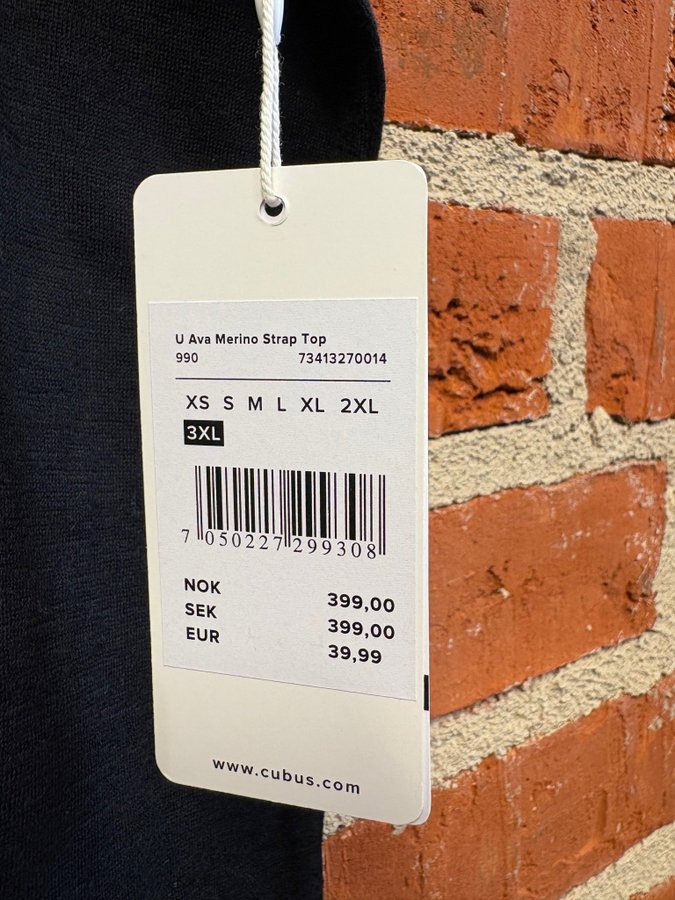 U Ava Merino Strap Top
990 73413270014
XS S M L XL 2XL
3XL
7 050227 299308
NOK 399,00
SEK 399,00
EUR 39,99
www.cubus.com